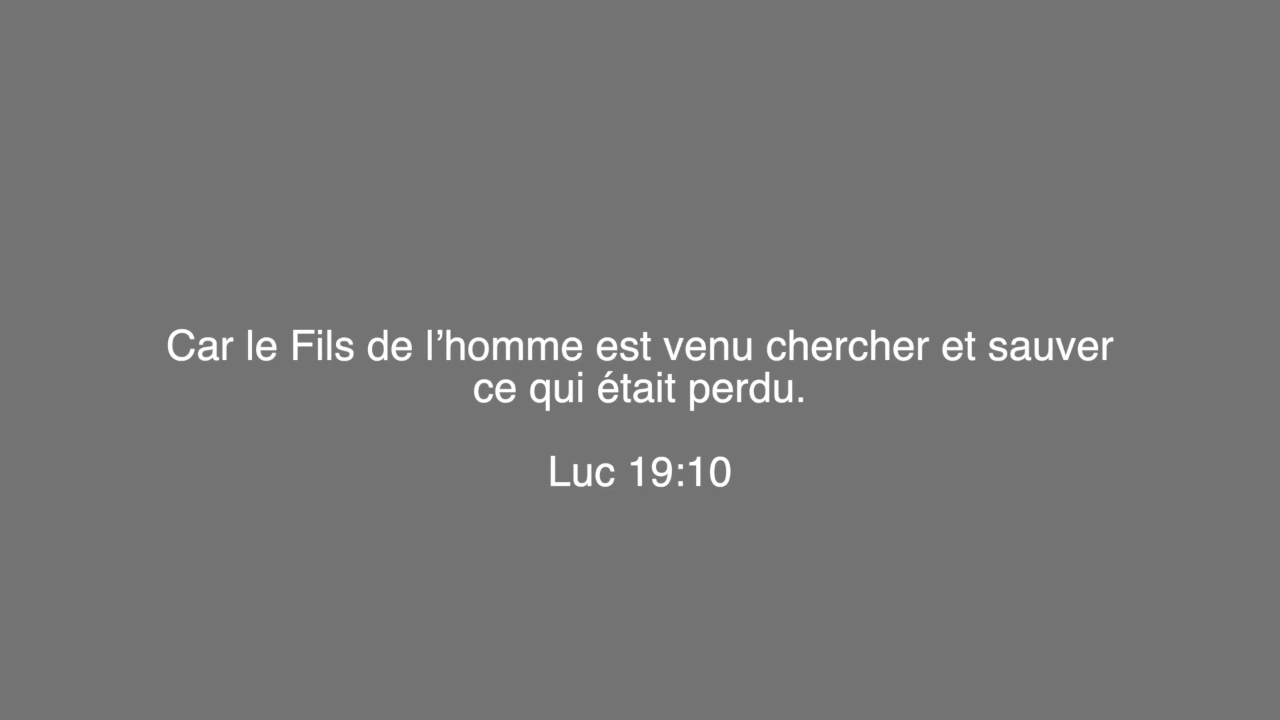 Car le Fils de l’homme est venu chercher et sauver
ce qui était perdu.
Luc 19:10